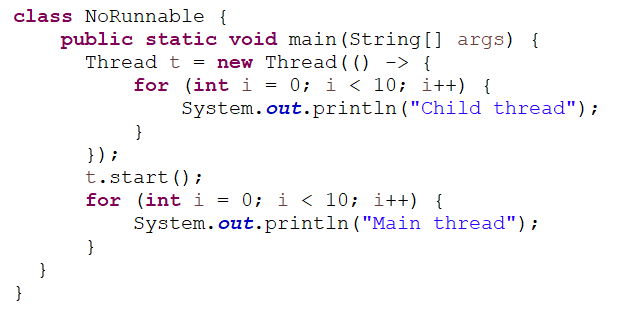 class NoRunnable {
    public static void main(String[] args) {
      Thread t = new Thread(() -> {
          for (int i = 0; i < 10; i++) {
              System.out.println("Child thread");
          }
      });
      t.start();
      for (int i = 0; i < 10; i++) {
          System.out.println("Main thread");
      }
  }
}